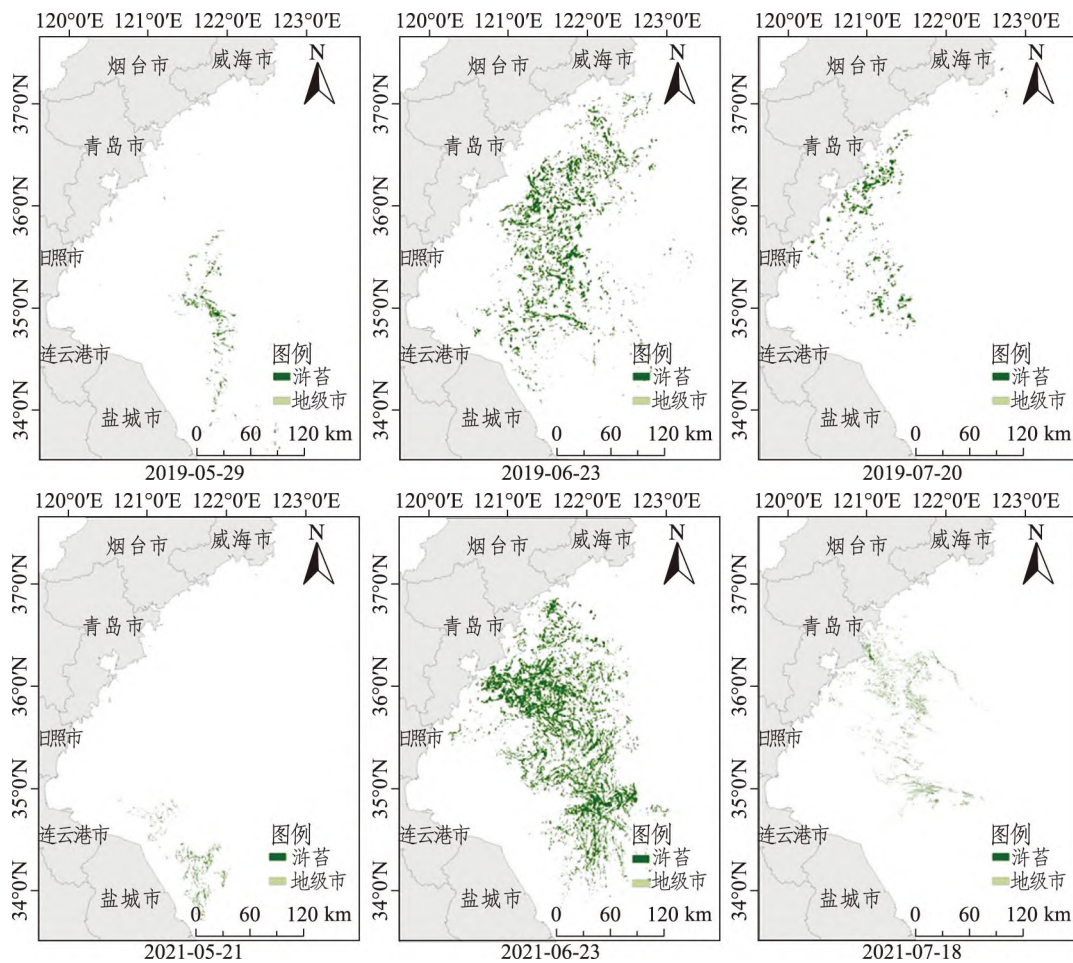 120°0′E 121°0′E 122°0′E 123°0′E
120°0′E 121°0′E 122°0′E 123°0′E
120°0′E 121°0′E 122°0′E 123°0′E
37°0′N
36°0′N
35°0′N
34°0′N
烟台市
威海市
N
青岛市
日照市
连云港市
盐城市
图例
浒苔
地级市
0 60 120 km
2019-05-29
37°0′N
36°0′N
35°0′N
34°0′N
烟台市
威海市
N
青岛市
日照市
连云港市
盐城市
图例
浒苔
地级市
0 60 120 km
2019-06-23
37°0′N
36°0′N
35°0′N
34°0′N
烟台市
威海市
N
青岛市
日照市
连云港市
盐城市
图例
浒苔
地级市
0 60 120 km
2019-07-20
120°0′E 121°0′E 122°0′E 123°0′E
120°0′E 121°0′E 122°0′E 123°0′E
120°0′E 121°0′E 122°0′E 123°0′E
37°0′N
36°0′N
35°0′N
34°0′N
烟台市
威海市
N
青岛市
日照市
连云港市
盐城市
图例
浒苔
地级市
0 60 120 km
2021-05-21
37°0′N
36°0′N
35°0′N
34°0′N
烟台市
威海市
N
青岛市
日照市
连云港市
盐城市
图例
浒苔
地级市
0 60 120 km
2021-06-23
37°0′N
36°0′N
35°0′N
34°0′N
烟台市
威海市
N
青岛市
日照市
连云港市
盐城市
图例
浒苔
地级市
0 60 120 km
2021-07-18